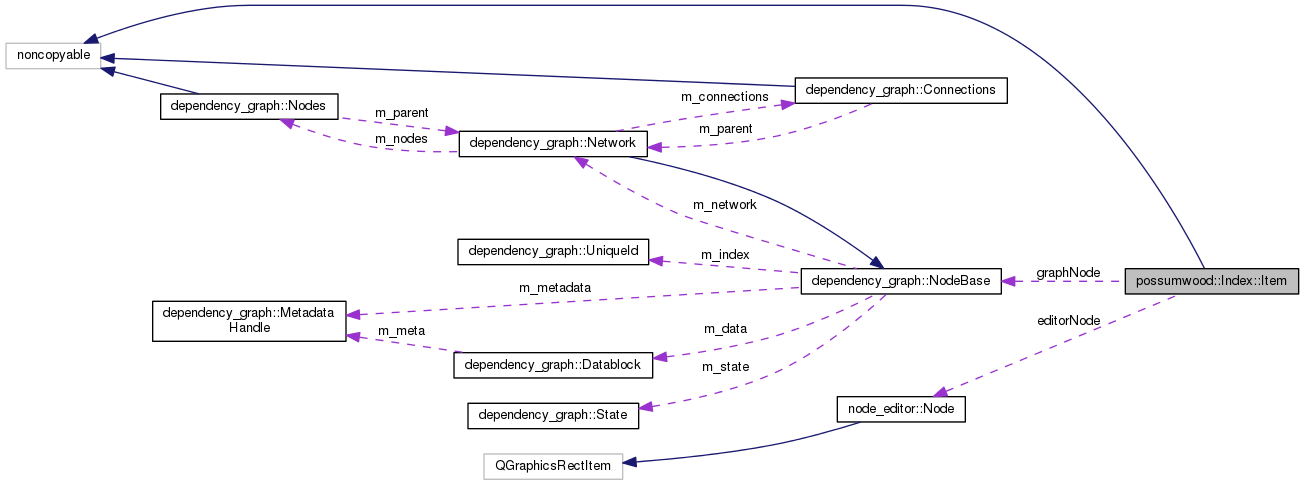 noncopyable
dependency_graph::Connections
m_connections
dependency_graph::Nodes
m_parent
m_parent
m_nodes
dependency_graph::Network
m_network
dependency_graph::UniqueId
m_index
graphNode
dependency_graph::NodeBase
possumwood::Index::Item
m_metadata
dependency_graph::Metadata
Handle
m_meta
m_data
editorNode
dependency_graph::Datablock
m_state
dependency_graph::State
node_editor::Node
QGraphicsRectItem